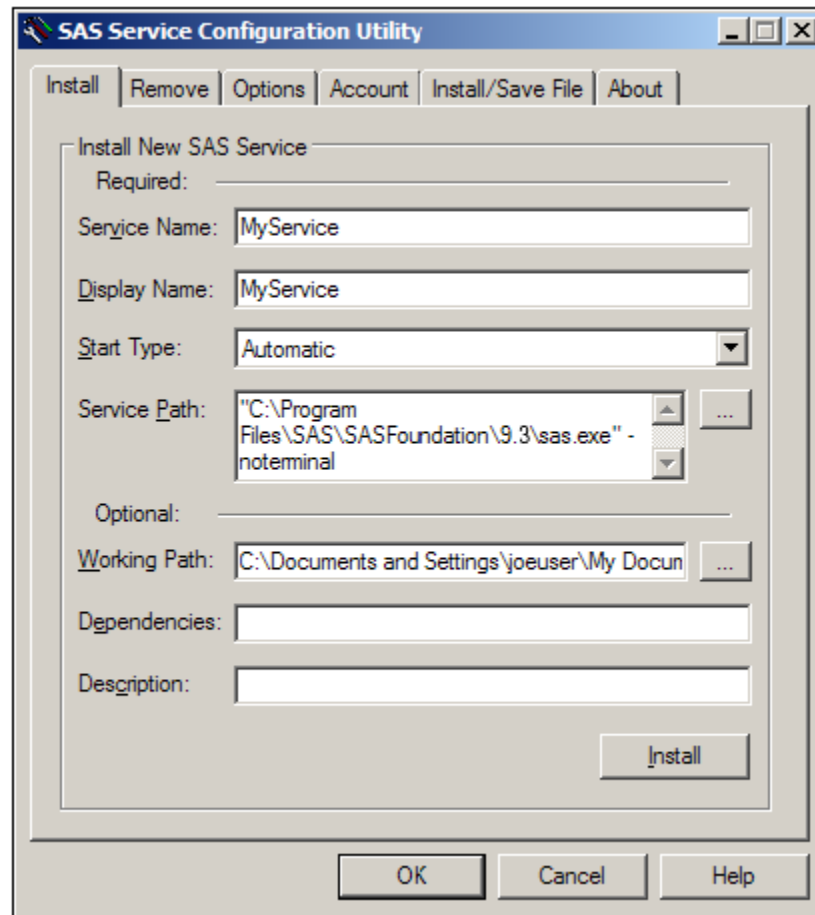 SAS Service Configuration Utility
Install Remove Options Account Install/Save File About
Install New SAS Service
Required:
Service Name: MyService
Display Name: MyService
Start Type: Automatic
Service Path: "C:\Program
Files\SAS\SASFoundation\9.3\sas.exe" -
noterminal
...
Optional:
Working Path: C:\Documents and Settings\joeuser\My Docum ...
Dependencies:
Description:
Install
OK Cancel Help